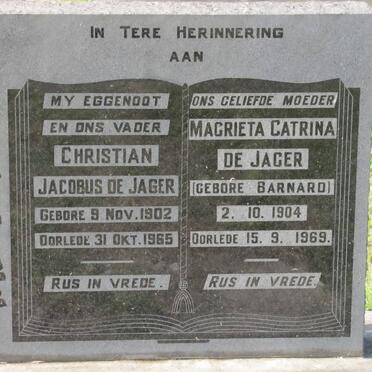 IN TERE HERINNERING
AAN
MY EGGENOOT
EN ONS VADER
CHRISTIAN
JACOBUS DE JAGER
GEBORE 9 NOV. 1902
OORLEDE 31 OKT. 1965
RUS IN VREDE.
ONS GELIEFDE MOEDER
MAGRIETA CATRINA
DE JAGER
(GEBORE BARNARD)
2. 10. 1904
OORLEDE 15. 9. 1969.
RUS IN VREDE.